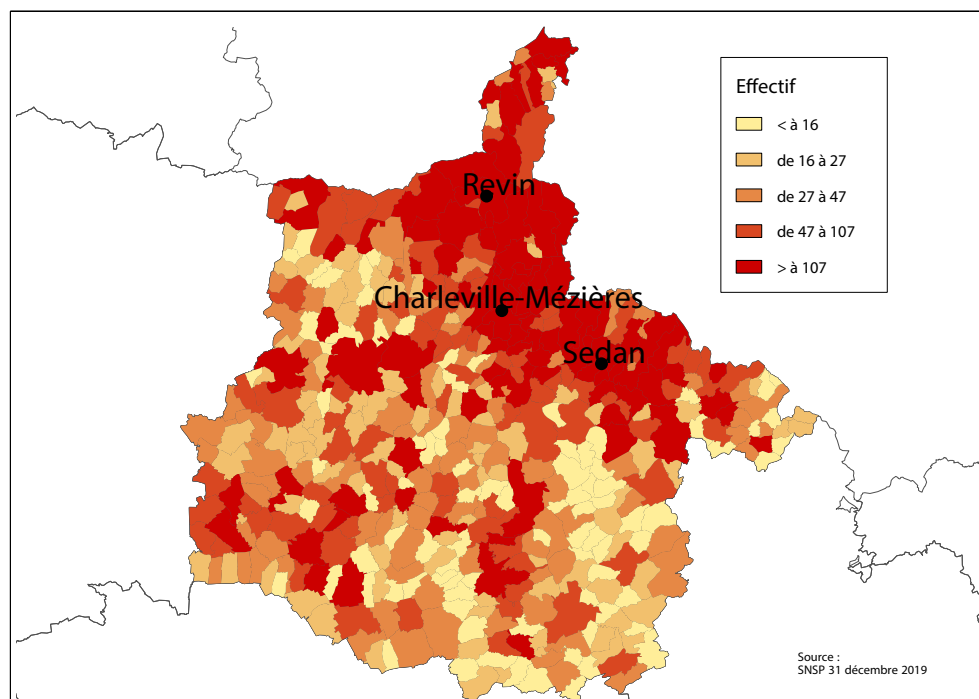 Effectif
< à 16
de 16 à 27
de 27 à 47
de 47 à 107
> à 107
Revin
Charleville-Mézières
Sedan
Source :
SNSP 31 décembre 2019